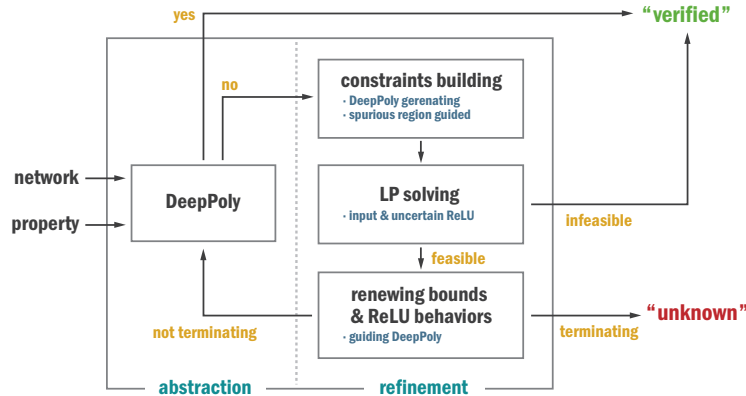 yes
"verified"
no
constraints building
· DeepPoly gerenating
· spurious region guided
network
property
DeepPoly
LP solving
· input & uncertain ReLU
infeasible
feasible
renewing bounds
& ReLU behaviors
· guiding DeepPoly
not terminating
"unknown"
terminating
abstraction
refinement